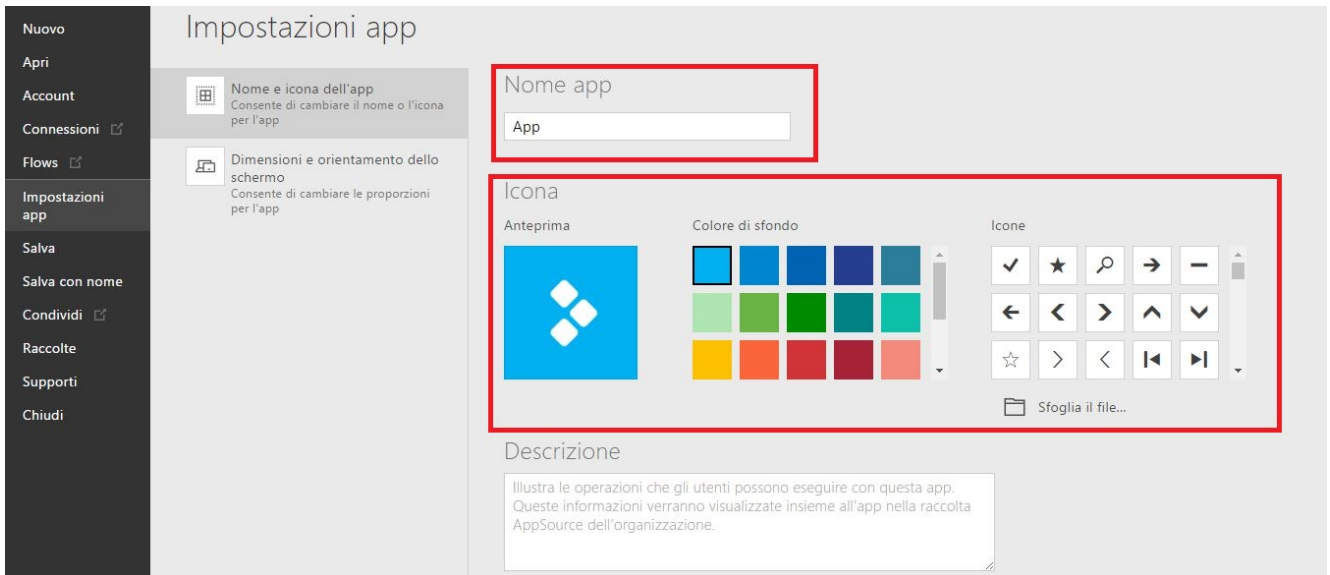 Nuovo
Apri
Account
Connessioni
Flows
Impostazioni
app
Salva
Salva con nome
Condividi
Raccolte
Supporti
Chiudi
Impostazioni app
Nome e icona dell'app
Consente di cambiare il nome o l'icona
per l'app
Dimensioni e orientamento dello
schermo
Consente di cambiare le proporzioni
per l'app
Nome app
App
Icona
Anteprima
Colore di sfondo
Icone
Sfoglia il file...
Descrizione
Illustra le operazioni che gli utenti possono eseguire con questa app.
Queste informazioni verranno visualizzate insieme all'app nella raccolta
AppSource dell'organizzazione.